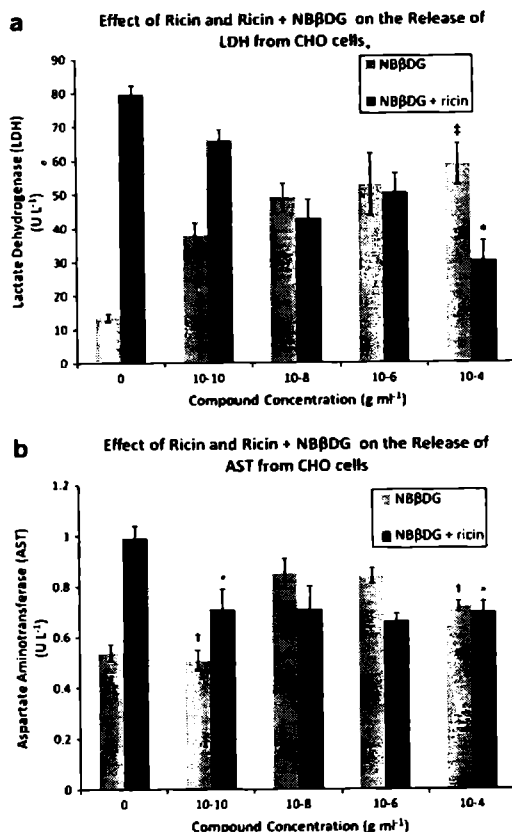 a
Effect of Ricin and Ricin + NBβDG on the Release of
LDH from CHO cells.
90
80
70
60
50
40
30
20
10
0
Lactate Dehydrogenase (LDH)
(U L-1)
NBβDG
NBβDG + ricin
‡
*
0 10-10 10-8 10-6 10-4
Compound Concentration (g ml-1)
b
Effect of Ricin and Ricin + NBβDG on the Release of
AST from CHO cells
1.2
1
0.8
0.6
0.4
0.2
0
Aspartate Aminotransferase (AST)
(U L-1)
NBβDG
NBβDG + ricin
† * † *
0 10-10 10-8 10-6 10-4
Compound Concentration (g ml-1)